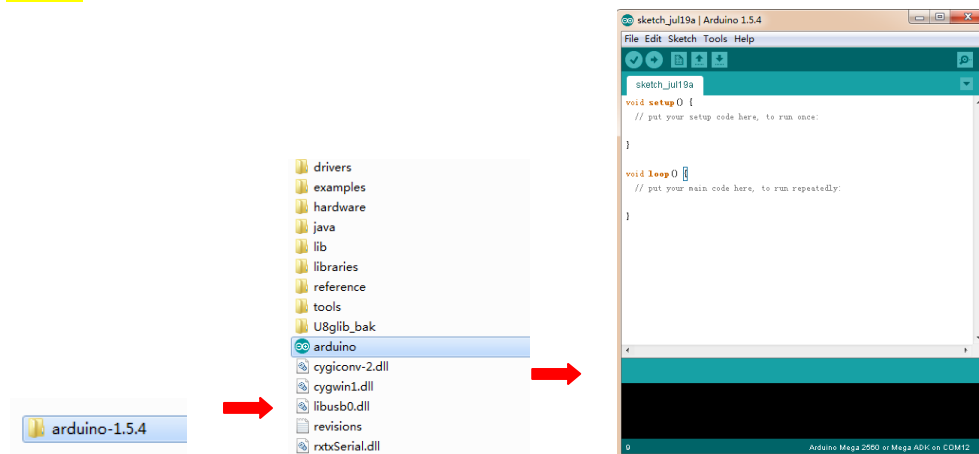 arduino-1.5.4
drivers
examples
hardware
java
lib
libraries
reference
tools
U8glib_bak
arduino
cygiconv-2.dll
cygwin1.dll
libusb0.dll
revisions
rxtxSerial.dll
sketch_jul19a | Arduino 1.5.4
File Edit Sketch Tools Help
sketch_jul19a
void setup() {
// put your setup code here, to run once:
}
void loop() {
// put your main code here, to run repeatedly:
}
9
Arduino Mega 2560 or Mega ADK on COM12